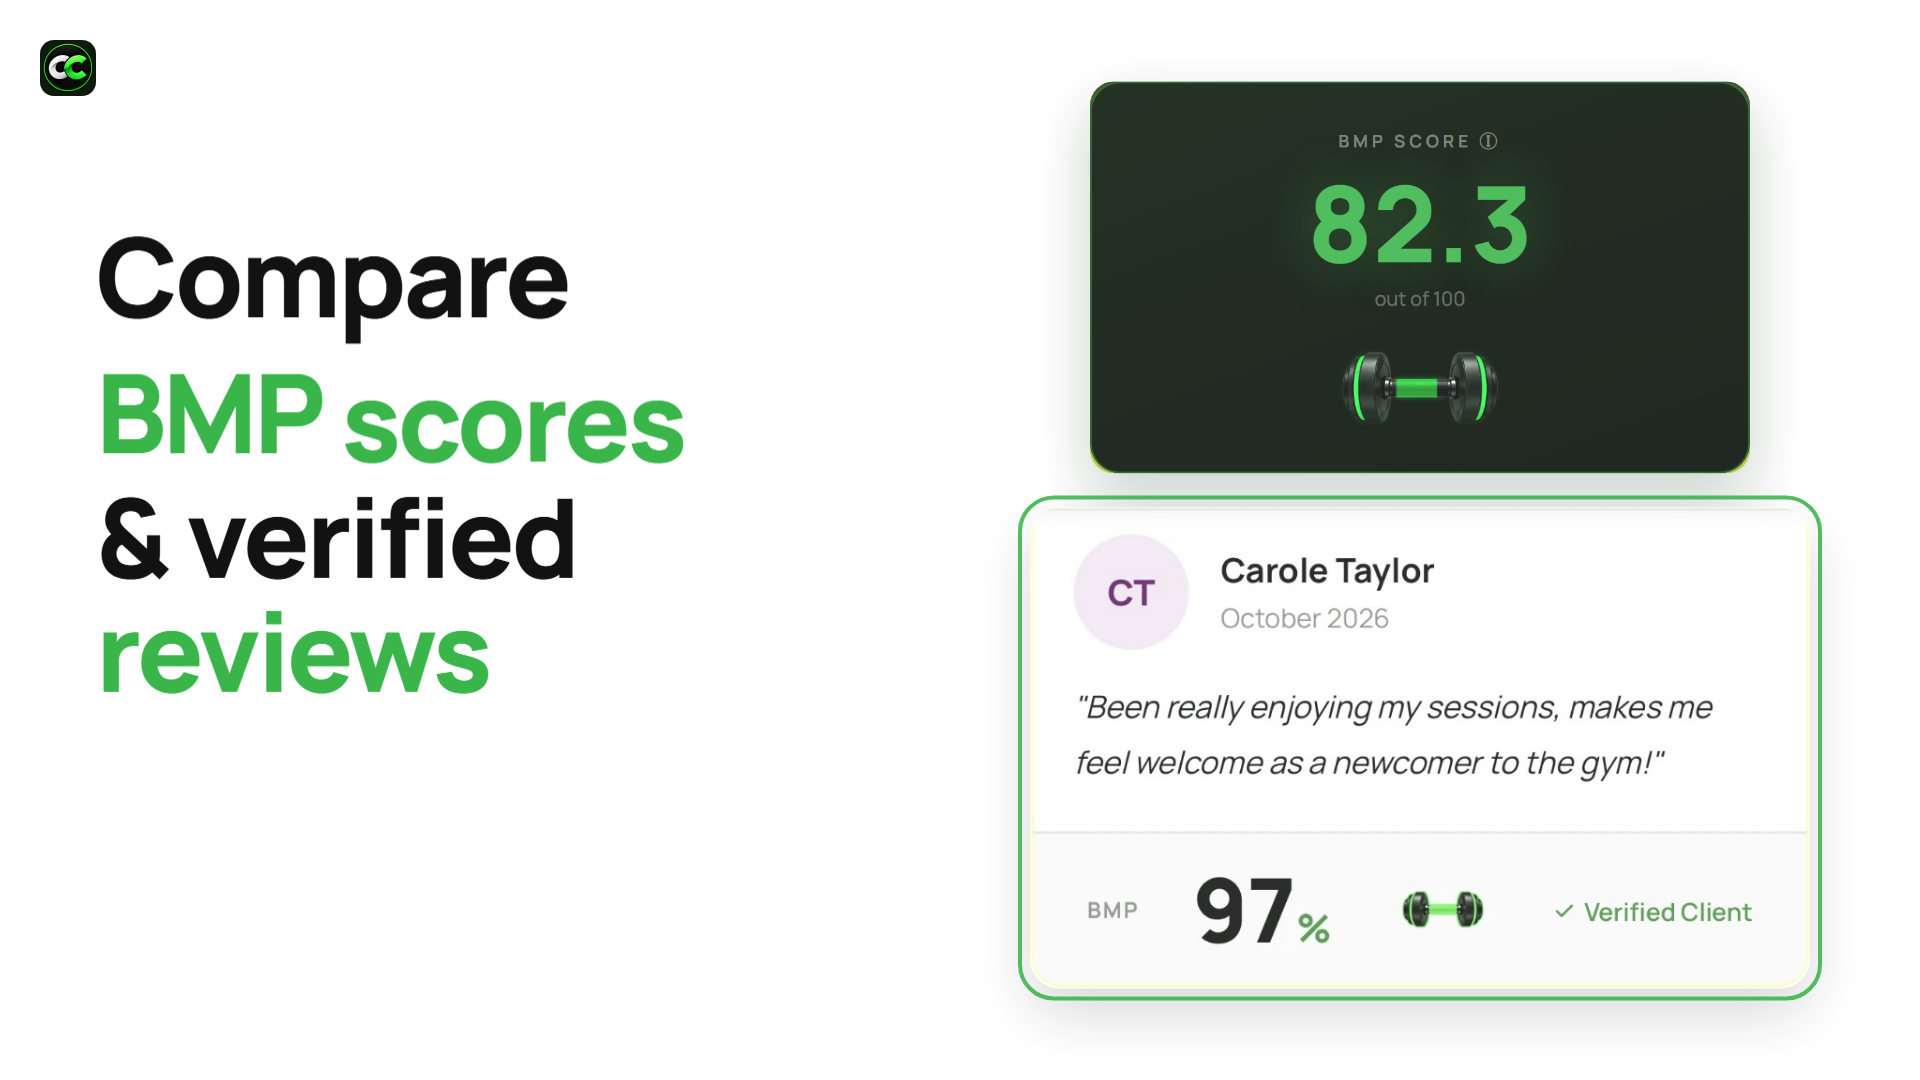 CC
Compare
BMP scores
& verified
reviews
BMP SCORE ⓘ
82.3
out of 100
CT
Carole Taylor
October 2026
"Been really enjoying my sessions, makes me
feel welcome as a newcomer to the gym!"
BMP 97% ✓ Verified Client